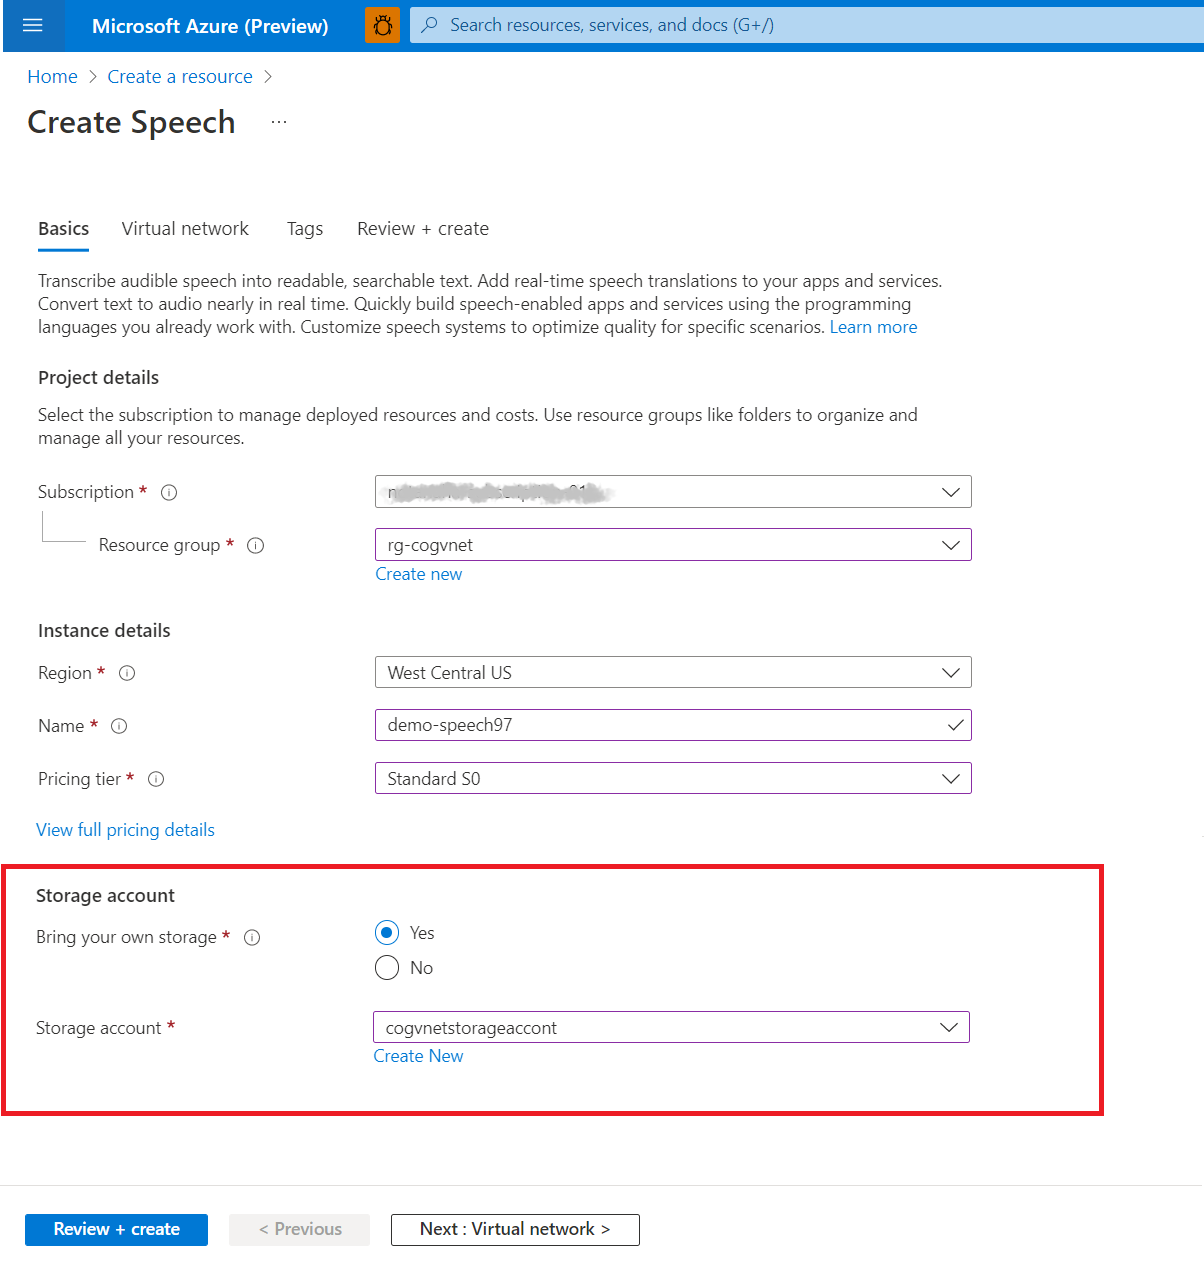 Microsoft Azure (Preview)
Search resources, services, and docs (G+/)
Home > Create a resource >
Create Speech ...
Basics Virtual network Tags Review + create
Transcribe audible speech into readable, searchable text. Add real-time speech translations to your apps and services.
Convert text to audio nearly in real time. Quickly build speech-enabled apps and services using the programming
languages you already work with. Customize speech systems to optimize quality for specific scenarios. Learn more
Project details
Select the subscription to manage deployed resources and costs. Use resource groups like folders to organize and
manage all your resources.
Subscription *
Resource group * rg-cogvnet
Create new
Instance details
Region * West Central US
Name * demo-speech97
Pricing tier * Standard S0
View full pricing details
Storage account
Bring your own storage * Yes
No
Storage account * cogvnetstorageaccont
Create New
Review + create < Previous Next : Virtual network >